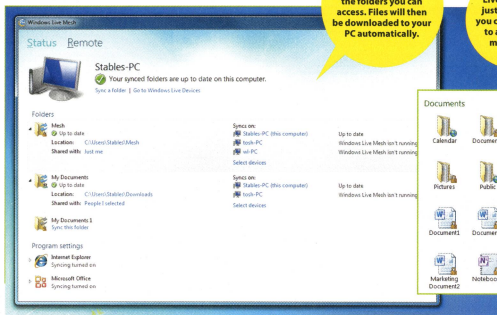 the folders you can
access. Files will then
be downloaded to your
PC automatically.
Live
just
you c
to a
m
Windows Live Mesh
Status Remote
Stables-PC
Your synced folders are up to date on this computer.
Sync a folder | Go to Windows Live Devices
Folders
Mesh
Up to date
Location: C:\Users\Stables\Mesh
Shared with: Just me
Syncs on:
Stables-PC (this computer) Up to date
tosh-PC Windows Live Mesh isn't running
wl-PC Windows Live Mesh isn't running
Select devices
My Documents
Up to date
Location: C:\Users\Stables\Downloads
Shared with: People I selected
Syncs on:
Stables-PC (this computer) Up to date
tosh-PC Windows Live Mesh isn't running
Select devices
My Documents 1
Sync this folder
Program settings
Internet Explorer
Syncing turned on
Microsoft Office
Syncing turned on
Documents
Calendar Documen
Pictures Public
Document1 Documen
Marketing Noteboo
Document2